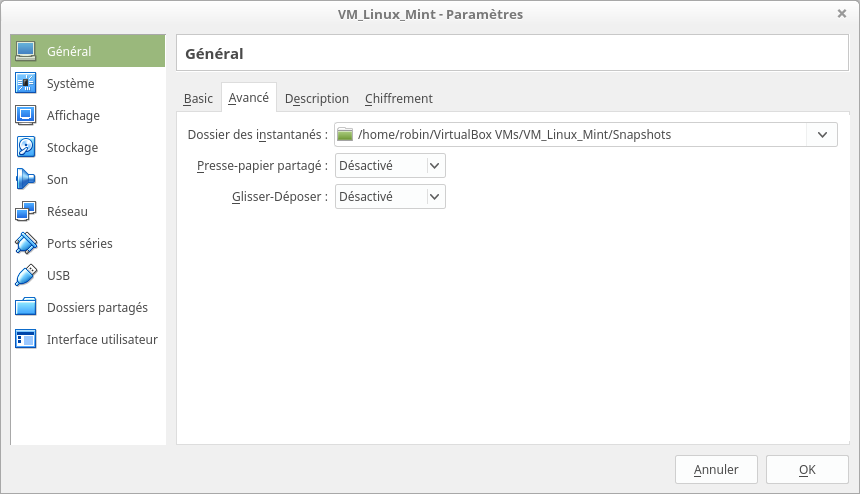 VM_Linux_Mint - Paramètres
Général
Système
Affichage
Stockage
Son
Réseau
Ports séries
USB
Dossiers partagés
Interface utilisateur
Général
Basic Avancé Description Chiffrement
Dossier des instantanés : /home/robin/VirtualBox VMs/VM_Linux_Mint/Snapshots
Presse-papier partagé : Désactivé
Glisser-Déposer : Désactivé
Annuler OK